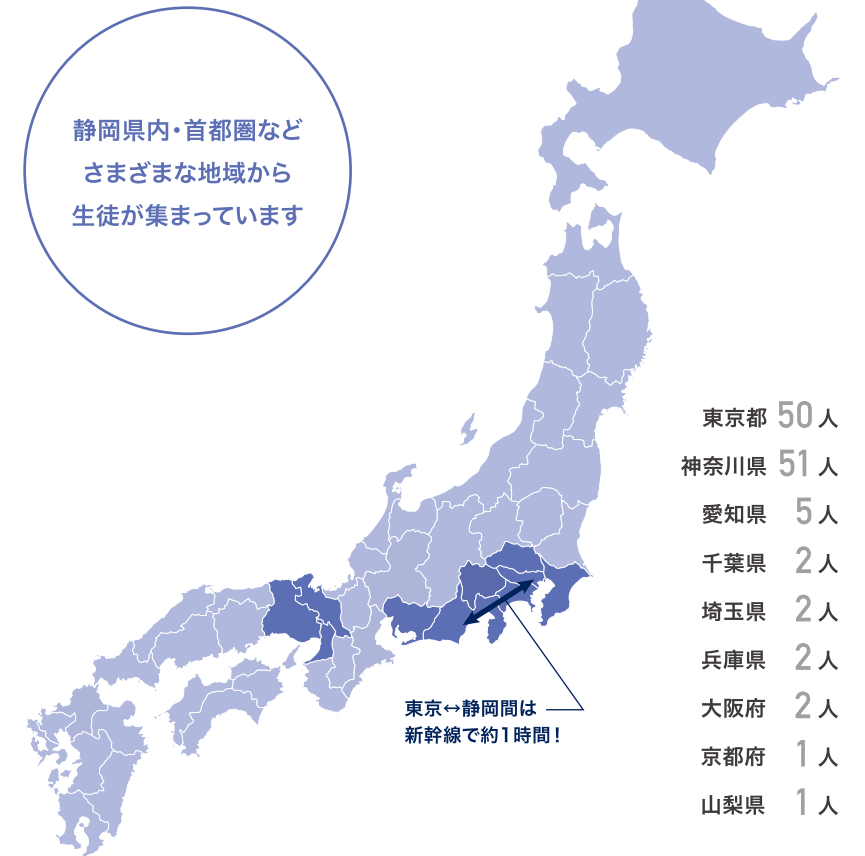 静岡県内・首都圏など
さまざまな地域から
生徒が集まっています
東京都 50 人
神奈川県 51 人
愛知県 5 人
千葉県 2 人
埼玉県 2 人
兵庫県 2 人
大阪府 2 人
京都府 1 人
山梨県 1 人
東京↔静岡間は
新幹線で約1時間！